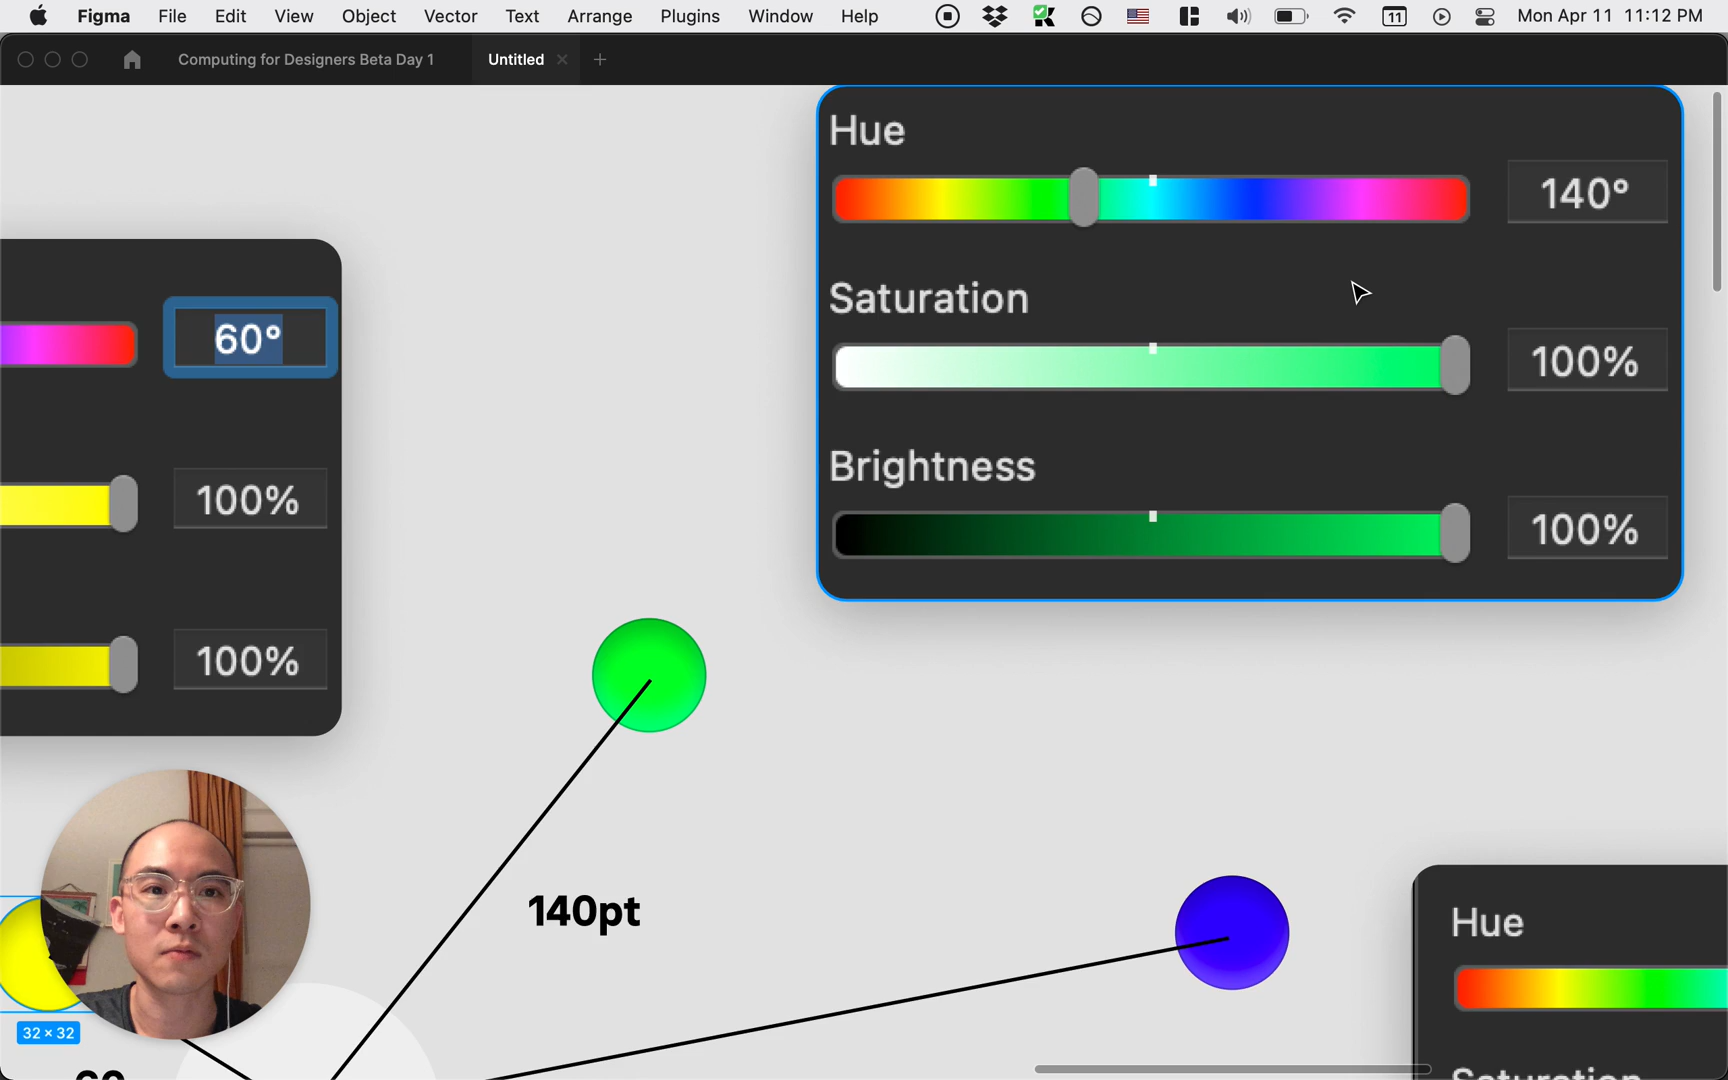 Figma File Edit View Object Vector Text Arrange Plugins Window Help 11 Mon Apr 11 11:12 PM
Computing for Designers Beta Day 1 Untitled
Hue
140°
60°
Saturation
100%
100%
Brightness
100%
100%
140pt
Hue
32 × 32